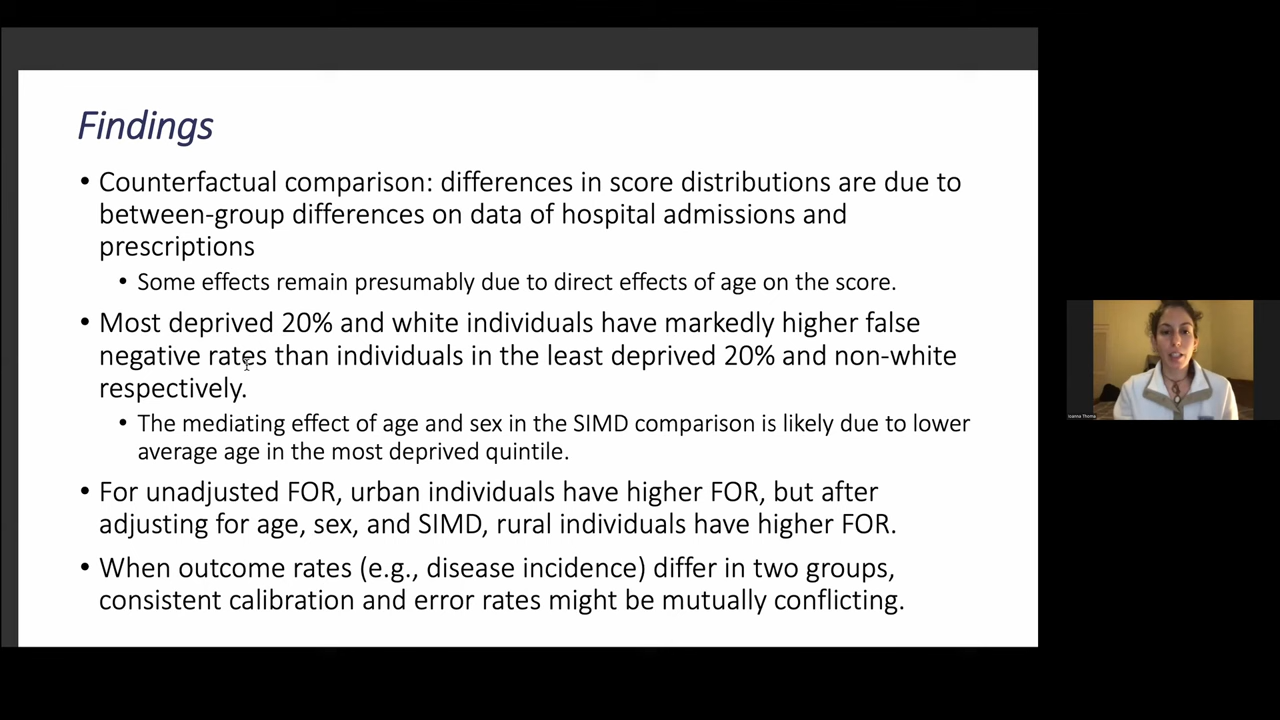 Findings
• Counterfactual comparison: differences in score distributions are due to
between-group differences on data of hospital admissions and
prescriptions
• Some effects remain presumably due to direct effects of age on the score.
• Most deprived 20% and white individuals have markedly higher false
negative rates than individuals in the least deprived 20% and non-white
respectively.
• The mediating effect of age and sex in the SIMD comparison is likely due to lower
average age in the most deprived quintile.
• For unadjusted FOR, urban individuals have higher FOR, but after
adjusting for age, sex, and SIMD, rural individuals have higher FOR.
• When outcome rates (e.g., disease incidence) differ in two groups,
consistent calibration and error rates might be mutually conflicting.